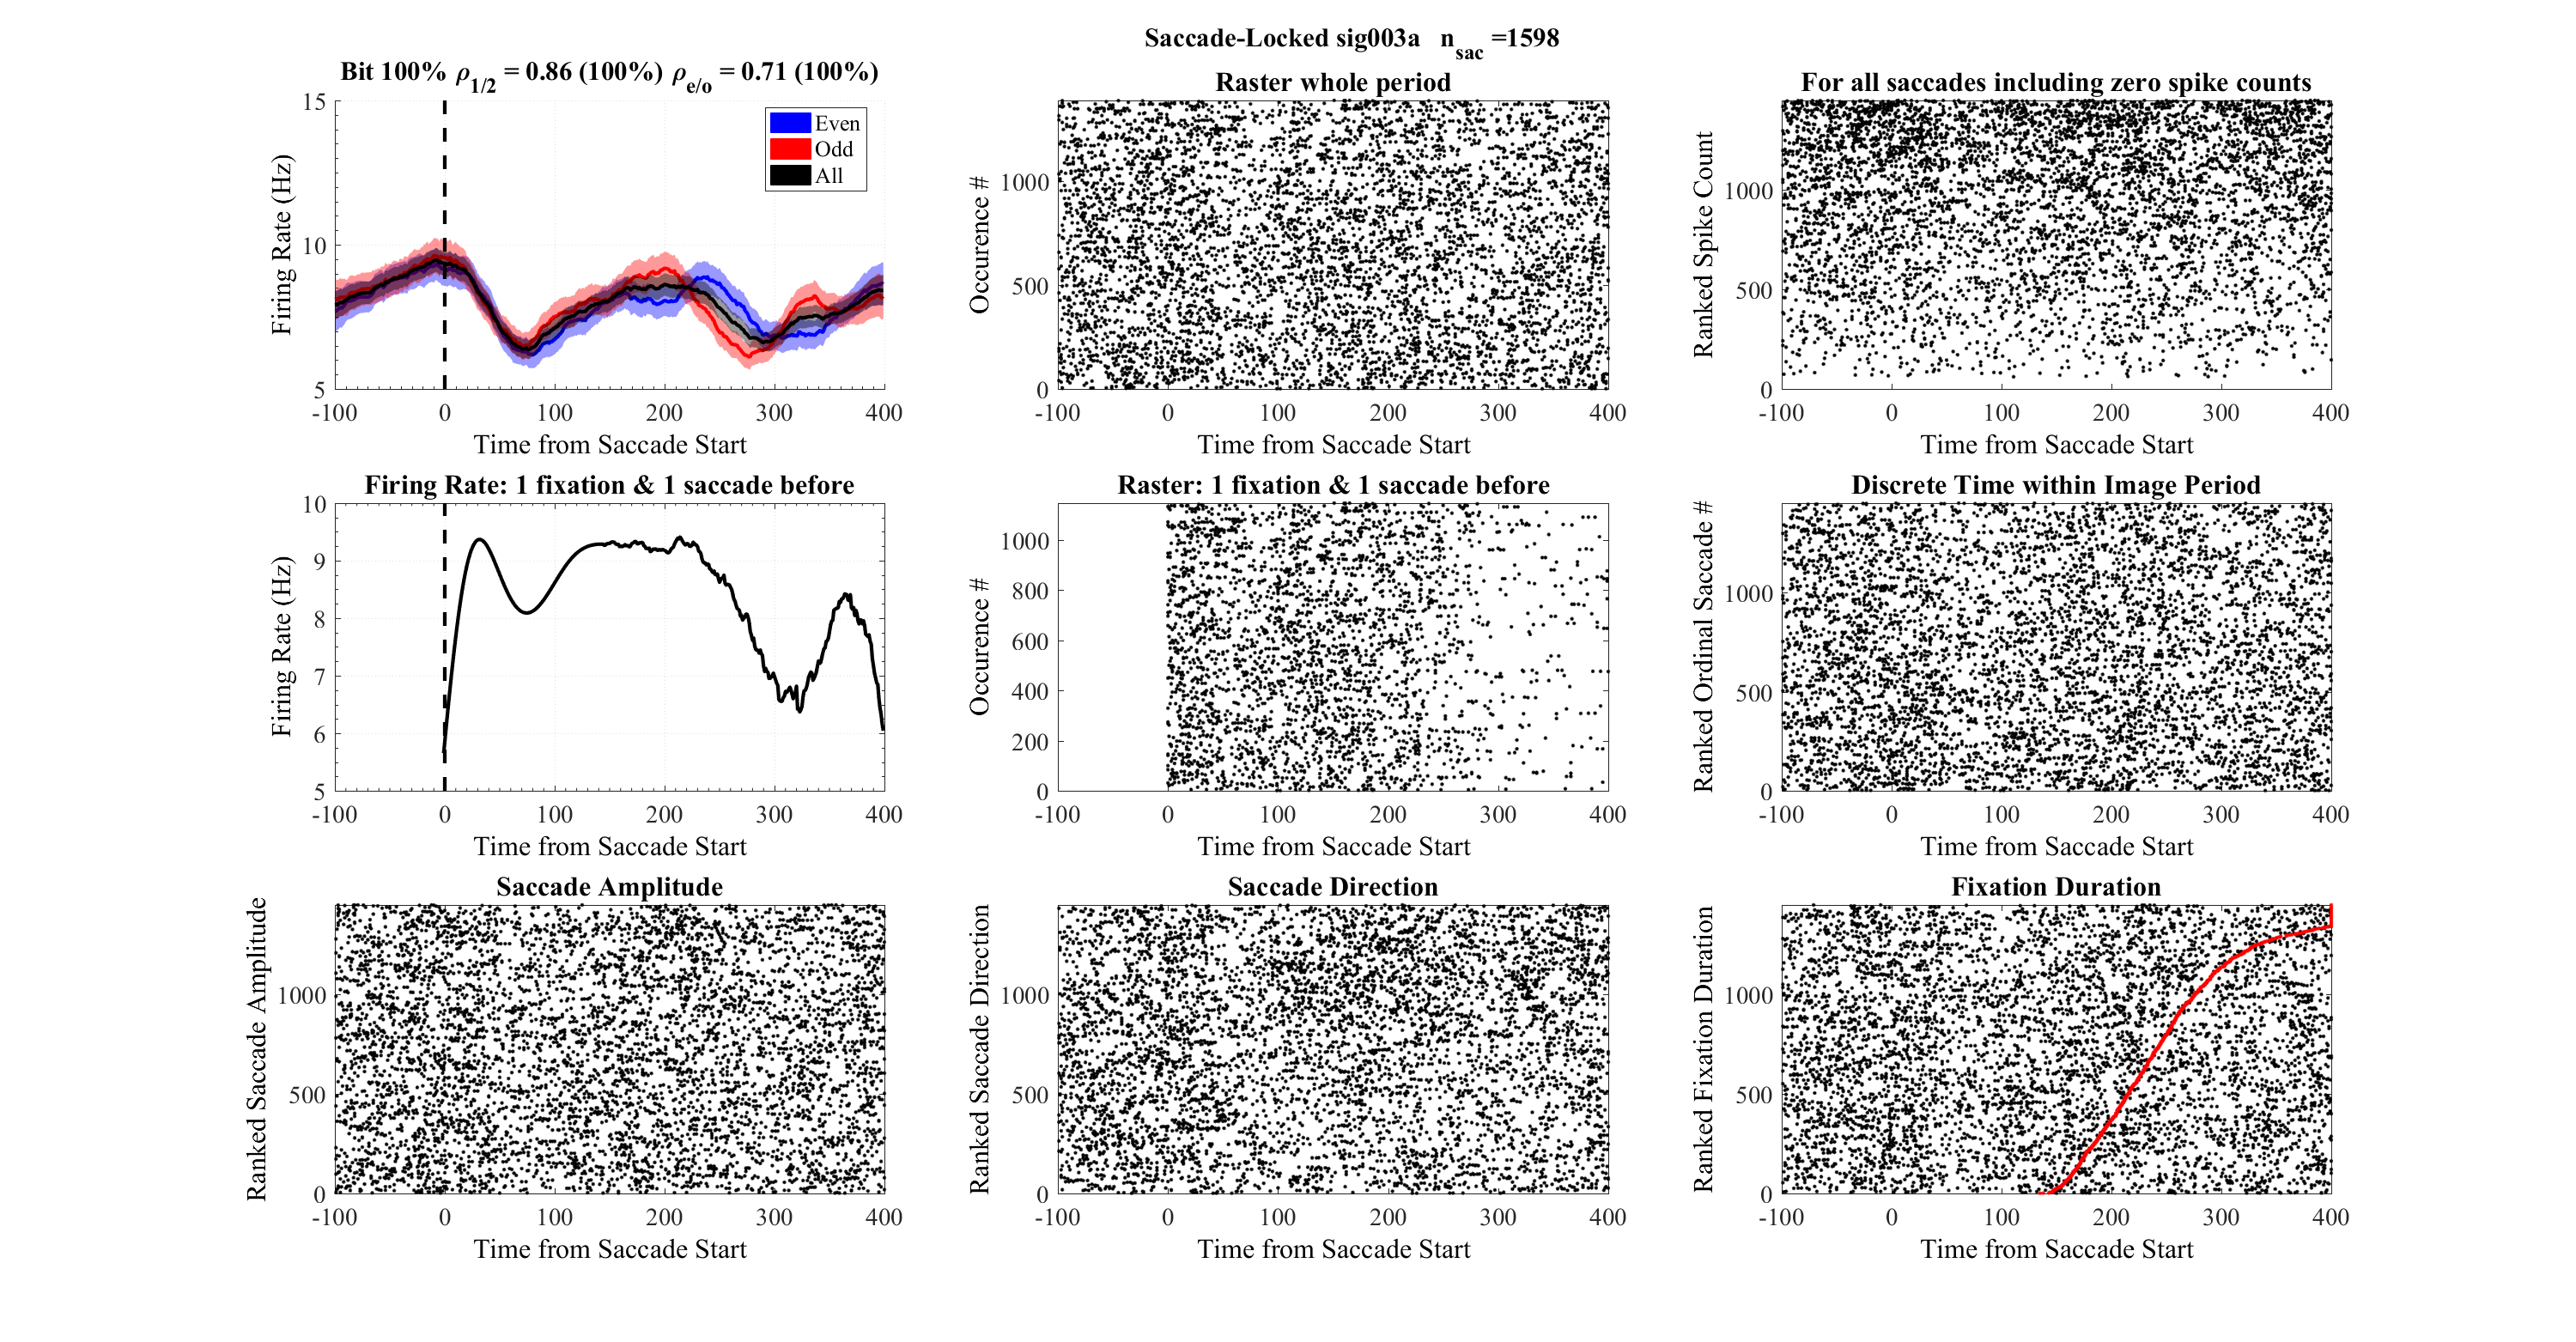 Saccade-Locked sig003a n_sac =1598
Bit 100% ρ_1/2 = 0.86 (100%) ρ_e/o = 0.71 (100%)
Firing Rate (Hz)
15
10
5
Even
Odd
All
-100 0 100 200 300 400
Time from Saccade Start
Raster whole period
Occurence #
1000
500
0
-100 0 100 200 300 400
Time from Saccade Start
For all saccades including zero spike counts
Ranked Spike Count
1000
500
0
-100 0 100 200 300 400
Time from Saccade Start
Firing Rate: 1 fixation & 1 saccade before
Firing Rate (Hz)
10
9
8
7
6
5
-100 0 100 200 300 400
Time from Saccade Start
Raster: 1 fixation & 1 saccade before
Occurence #
1000
800
600
400
200
0
-100 0 100 200 300 400
Time from Saccade Start
Discrete Time within Image Period
Ranked Ordinal Saccade #
1000
500
0
-100 0 100 200 300 400
Time from Saccade Start
Saccade Amplitude
Ranked Saccade Amplitude
1000
500
0
-100 0 100 200 300 400
Time from Saccade Start
Saccade Direction
Ranked Saccade Direction
1000
500
0
-100 0 100 200 300 400
Time from Saccade Start
Fixation Duration
Ranked Fixation Duration
1000
500
0
-100 0 100 200 300 400
Time from Saccade Start